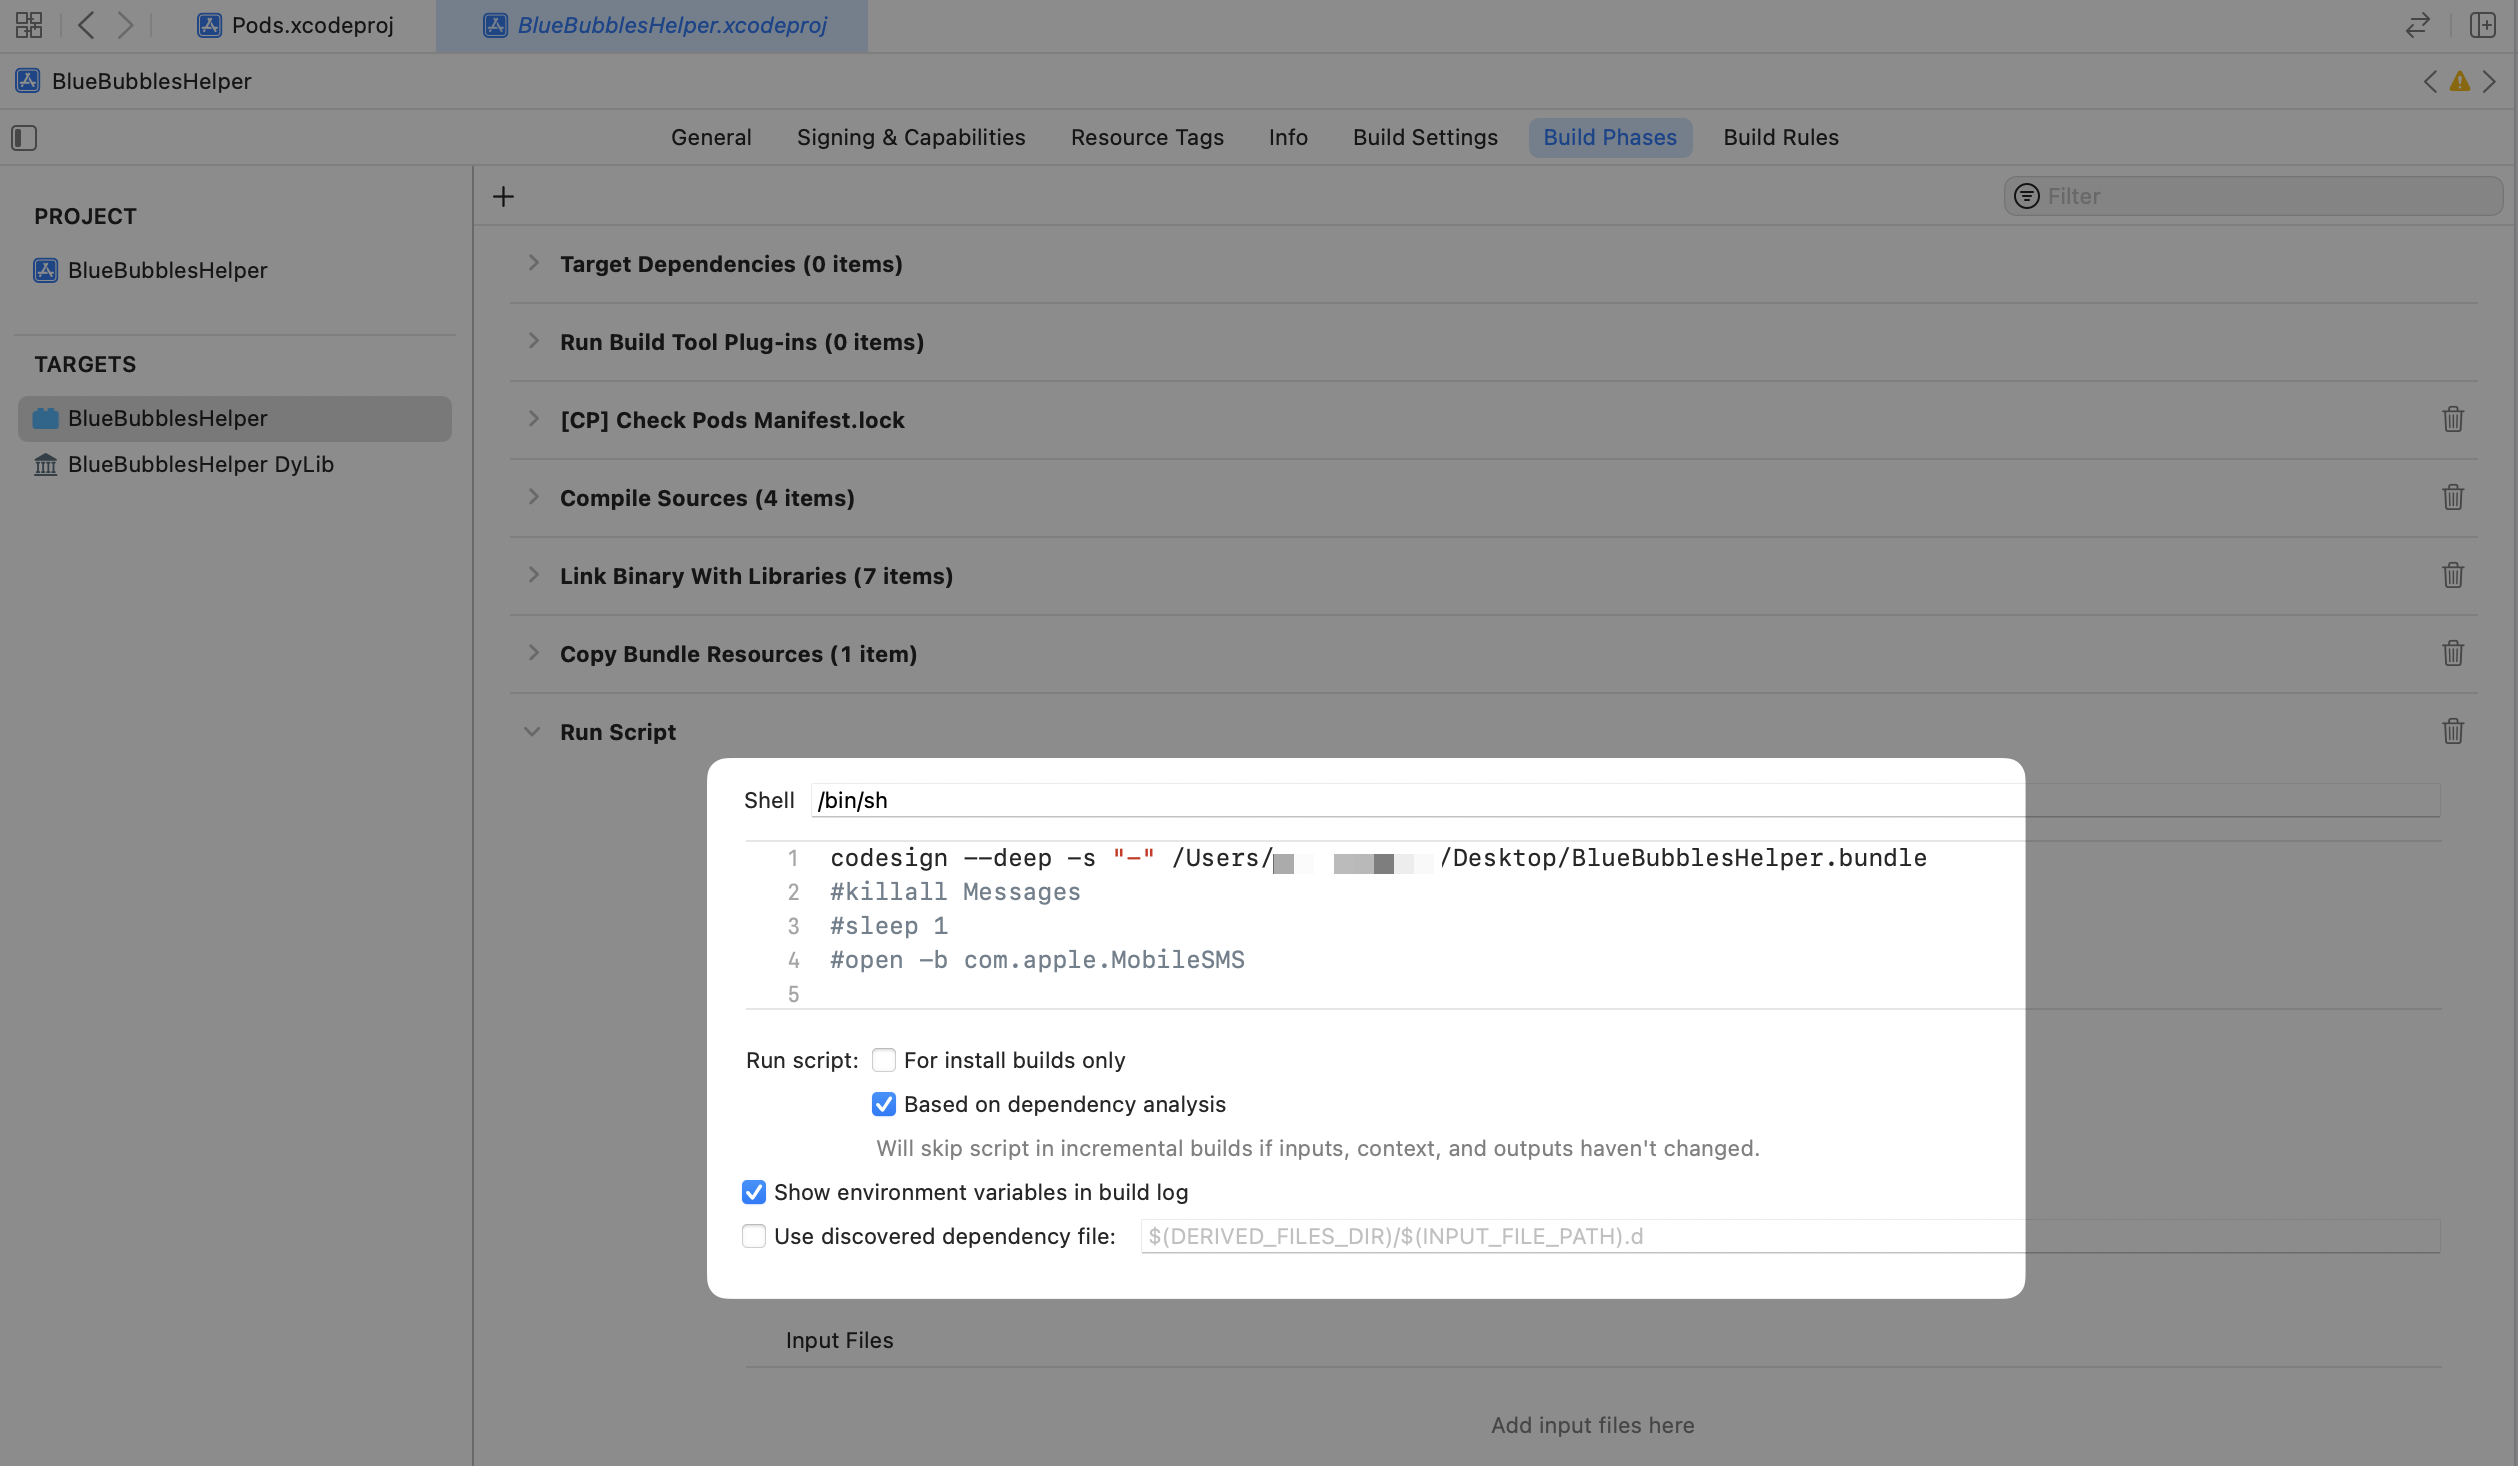 Pods.xcodeproj BlueBubblesHelper.xcodeproj
BlueBubblesHelper
General Signing & Capabilities Resource Tags Info Build Settings Build Phases Build Rules
PROJECT
BlueBubblesHelper
TARGETS
BlueBubblesHelper
BlueBubblesHelper DyLib
Filter
Target Dependencies (0 items)
Run Build Tool Plug-ins (0 items)
[CP] Check Pods Manifest.lock
Compile Sources (4 items)
Link Binary With Libraries (7 items)
Copy Bundle Resources (1 item)
Run Script
Shell /bin/sh
1 codesign --deep -s "-" /Users/ /Desktop/BlueBubblesHelper.bundle
2 #killall Messages
3 #sleep 1
4 #open -b com.apple.MobileSMS
5
Run script: For install builds only
Based on dependency analysis
Will skip script in incremental builds if inputs, context, and outputs haven't changed.
Show environment variables in build log
Use discovered dependency file: $(DERIVED_FILES_DIR)/$(INPUT_FILE_PATH).d
Input Files
Add input files here